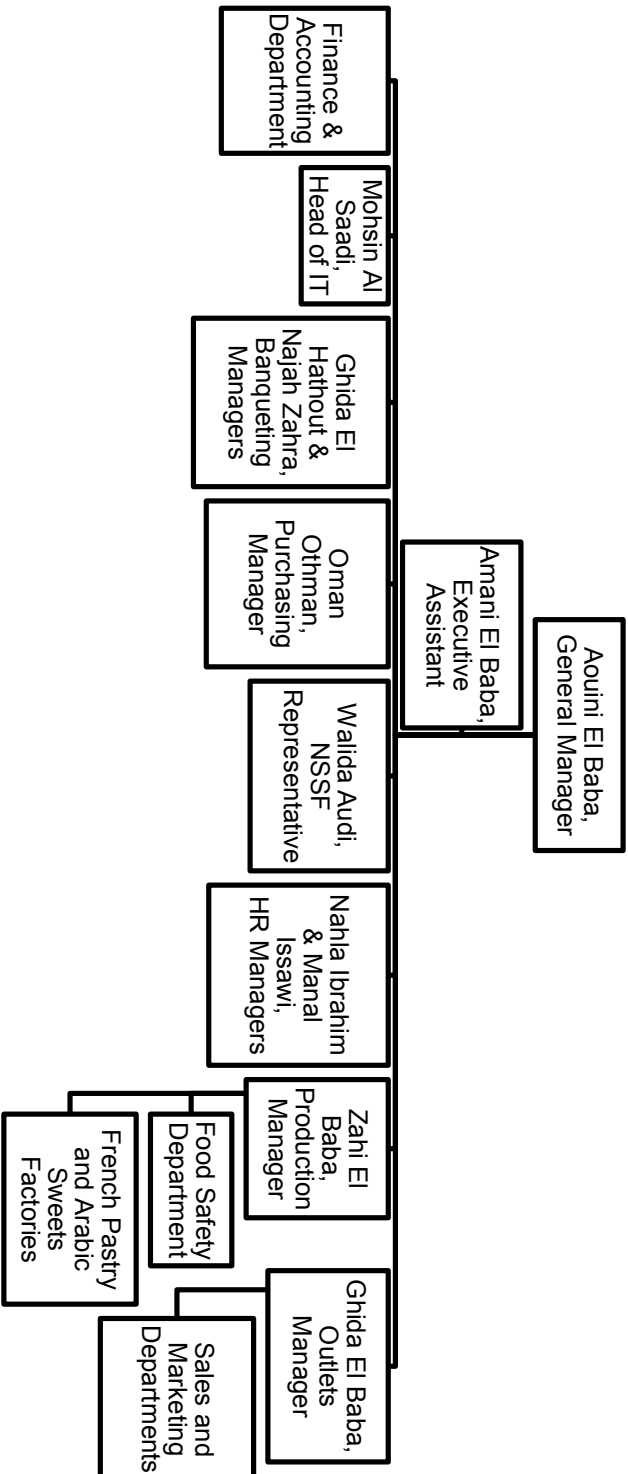 Aouini El Baba,
General Manager
Amani El Baba,
Executive
Assistant
Finance &
Accounting
Department
Mohsin Al
Saadi,
Head of IT
Ghida El
Hathout &
Najah Zahra,
Banqueting
Managers
Oman
Othman,
Purchasing
Manager
Walida Audi,
NSSF
Representative
Nahla Ibrahim
& Manal
Issawi,
HR Managers
Zahi El
Baba,
Production
Manager
Food Safety
Department
French Pastry
and Arabic
Sweets
Factories
Ghida El Baba,
Outlets
Manager
Sales and
Marketing
Departments